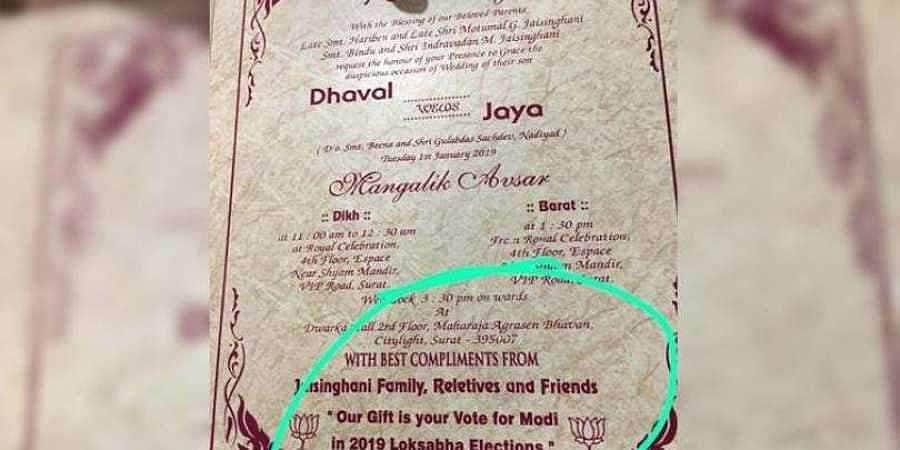 With the Blessing of our Beloved Parents.
Late Smt. Hariben and Late Shri Motumal G. Jaisinghani
Smt. Bindu and Shri Indravadan M. Jaisinghani
request the honour of your Presence to Grace the
auspicious occasion of Wedding of their son
Dhaval
weds
Jaya
( D/o. Smt. Beena and Shri Gulabdas Sachdev, Nadiyad )
Tuesday 1st January 2019
Mangalik Avsar
:: Dikh ::
at 11 : 00 am to 12 : 30 am
at Royal Celebration,
4th Floor, Espace
Near Shyam Mandir,
VIP Road, Surat.
:: Barat ::
at 1 : 30 pm
From Royal Celebration,
4th Floor, Espace
Mandir,
VIP Road, Surat.
3 : 30 pm on wards
At
Dwarka Hall 2rd Floor, Maharaja Agrasen Bhavan,
Citylight, Surat - 395007
WITH BEST COMPLIMENTS FROM
Jaisinghani Family, Reletives and Friends
" Our Gift is your Vote for Modi
in 2019 Loksabha Elections "